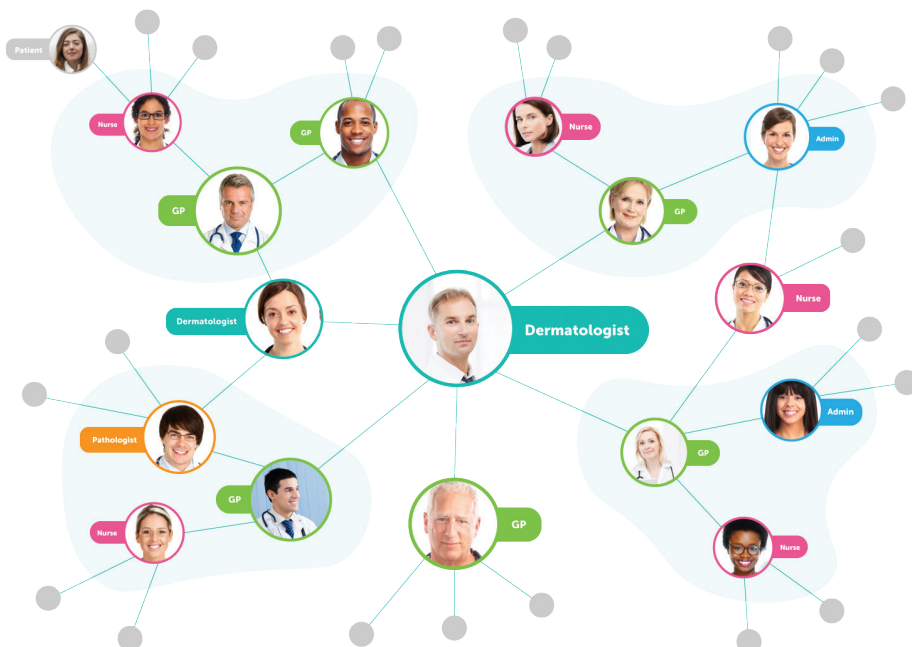 Patient
Nurse
GP
Nurse
Admin
GP
GP
Nurse
Dermatologist
Dermatologist
Admin
Pathologist
GP
GP
GP
Nurse
Nurse